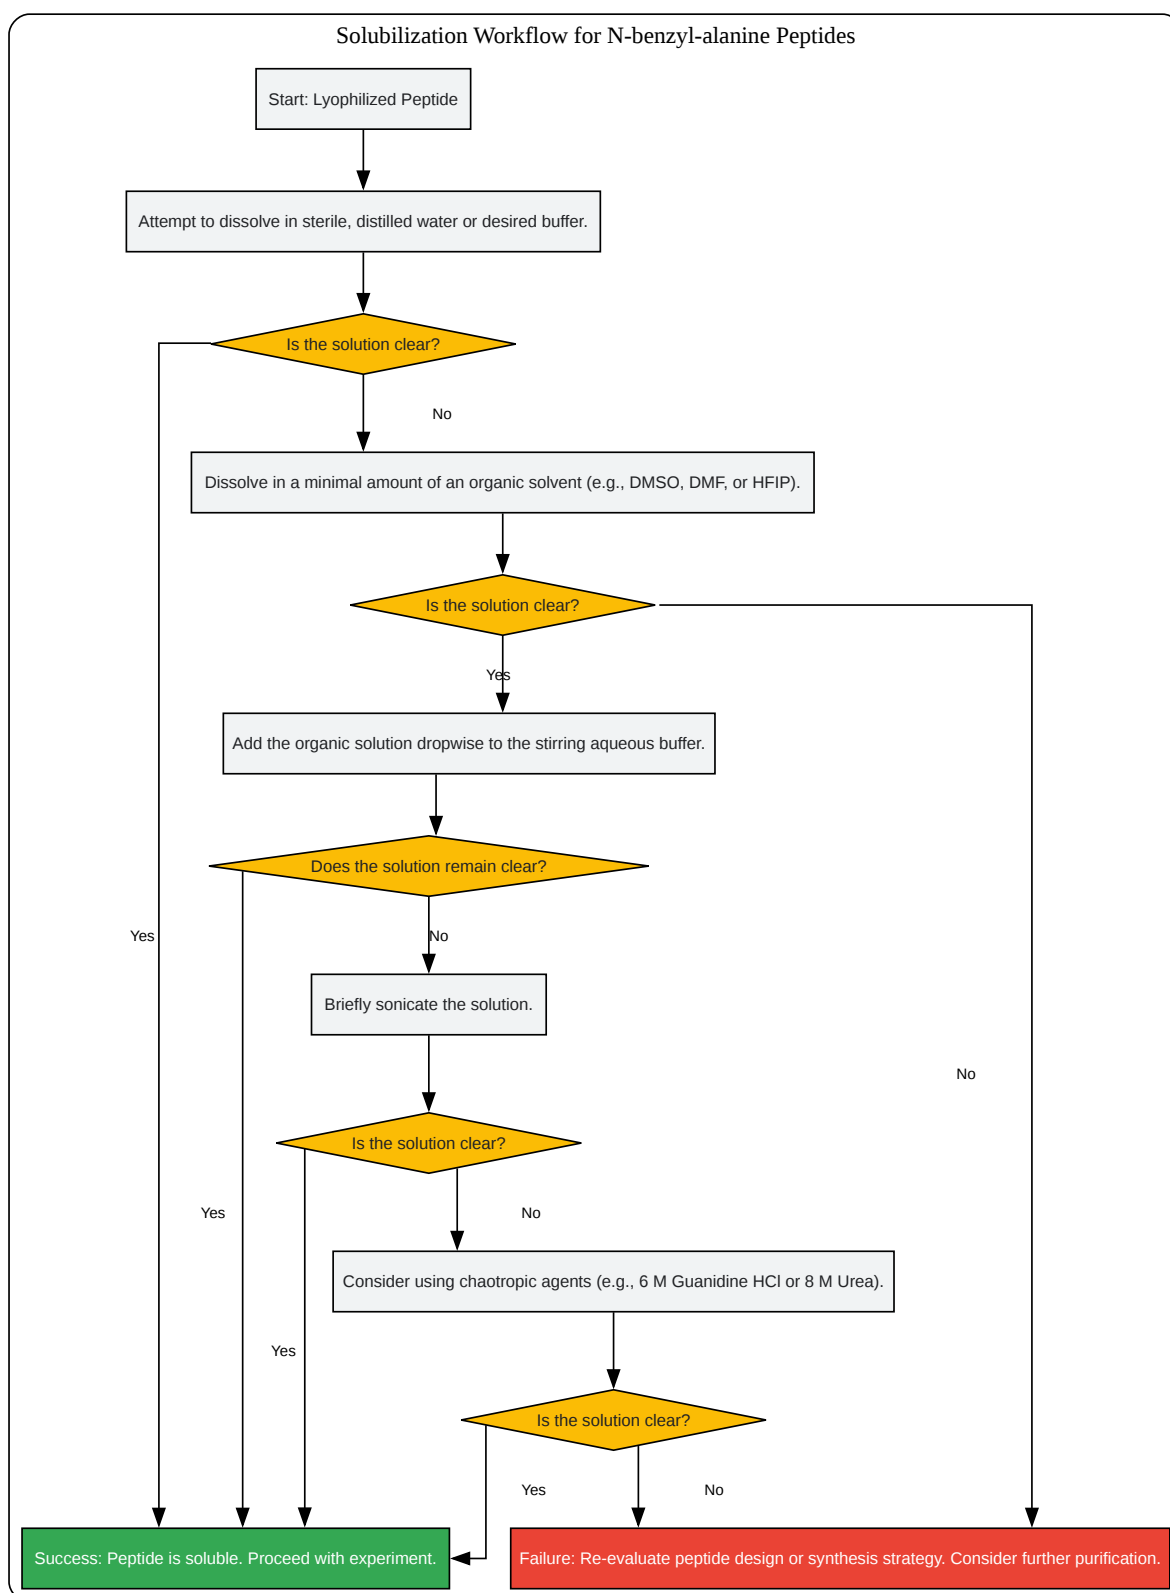 Solubilization Workflow for N-benzyl-alanine Peptides
Start: Lyophilized Peptide
Attempt to dissolve in sterile, distilled water or desired buffer.
Is the solution clear?
No
Dissolve in a minimal amount of an organic solvent (e.g., DMSO, DMF, or HFIP).
Is the solution clear?
Yes
Add the organic solution dropwise to the stirring aqueous buffer.
Does the solution remain clear?
Yes
No
Briefly sonicate the solution.
No
Is the solution clear?
Yes
No
Consider using chaotropic agents (e.g., 6 M Guanidine HCl or 8 M Urea).
Yes
Is the solution clear?
Yes
No
Success: Peptide is soluble. Proceed with experiment.
Failure: Re-evaluate peptide design or synthesis strategy. Consider further purification.